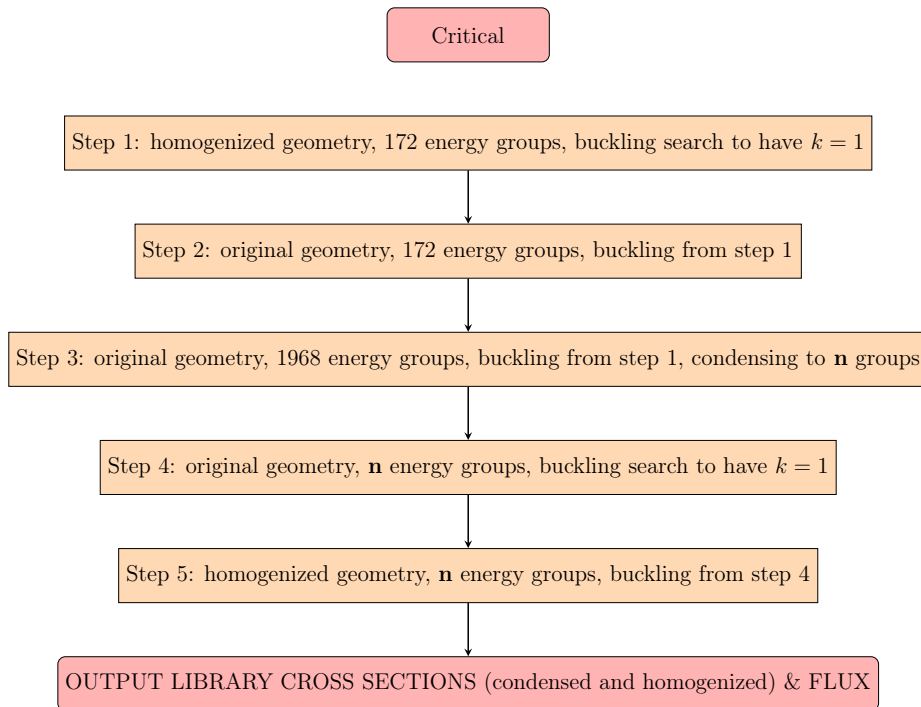 Critical
Step 1: homogenized geometry, 172 energy groups, buckling search to have k = 1
Step 2: original geometry, 172 energy groups, buckling from step 1
Step 3: original geometry, 1968 energy groups, buckling from step 1, condensing to n groups
Step 4: original geometry, n energy groups, buckling search to have k = 1
Step 5: homogenized geometry, n energy groups, buckling from step 4
OUTPUT LIBRARY CROSS SECTIONS (condensed and homogenized) & FLUX